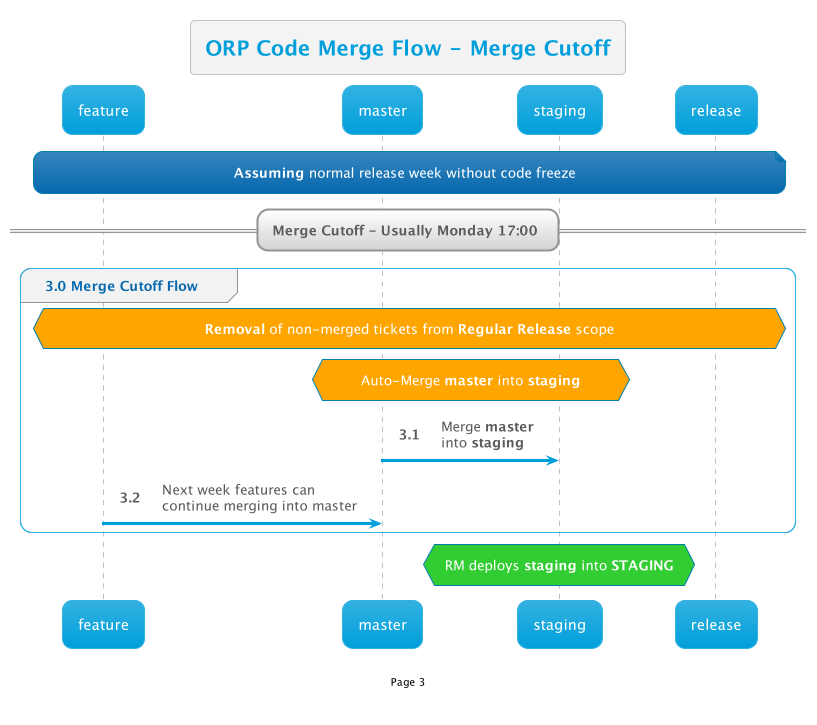 ORP Code Merge Flow – Merge Cutoff
feature
master
staging
release
Assuming normal release week without code freeze
Merge Cutoff – Usually Monday 17:00
3.0 Merge Cutoff Flow
Removal of non-merged tickets from Regular Release scope
Auto-Merge master into staging
3.1
Merge master
into staging
3.2
Next week features can
continue merging into master
RM deploys staging into STAGING
feature
master
staging
release
Page 3